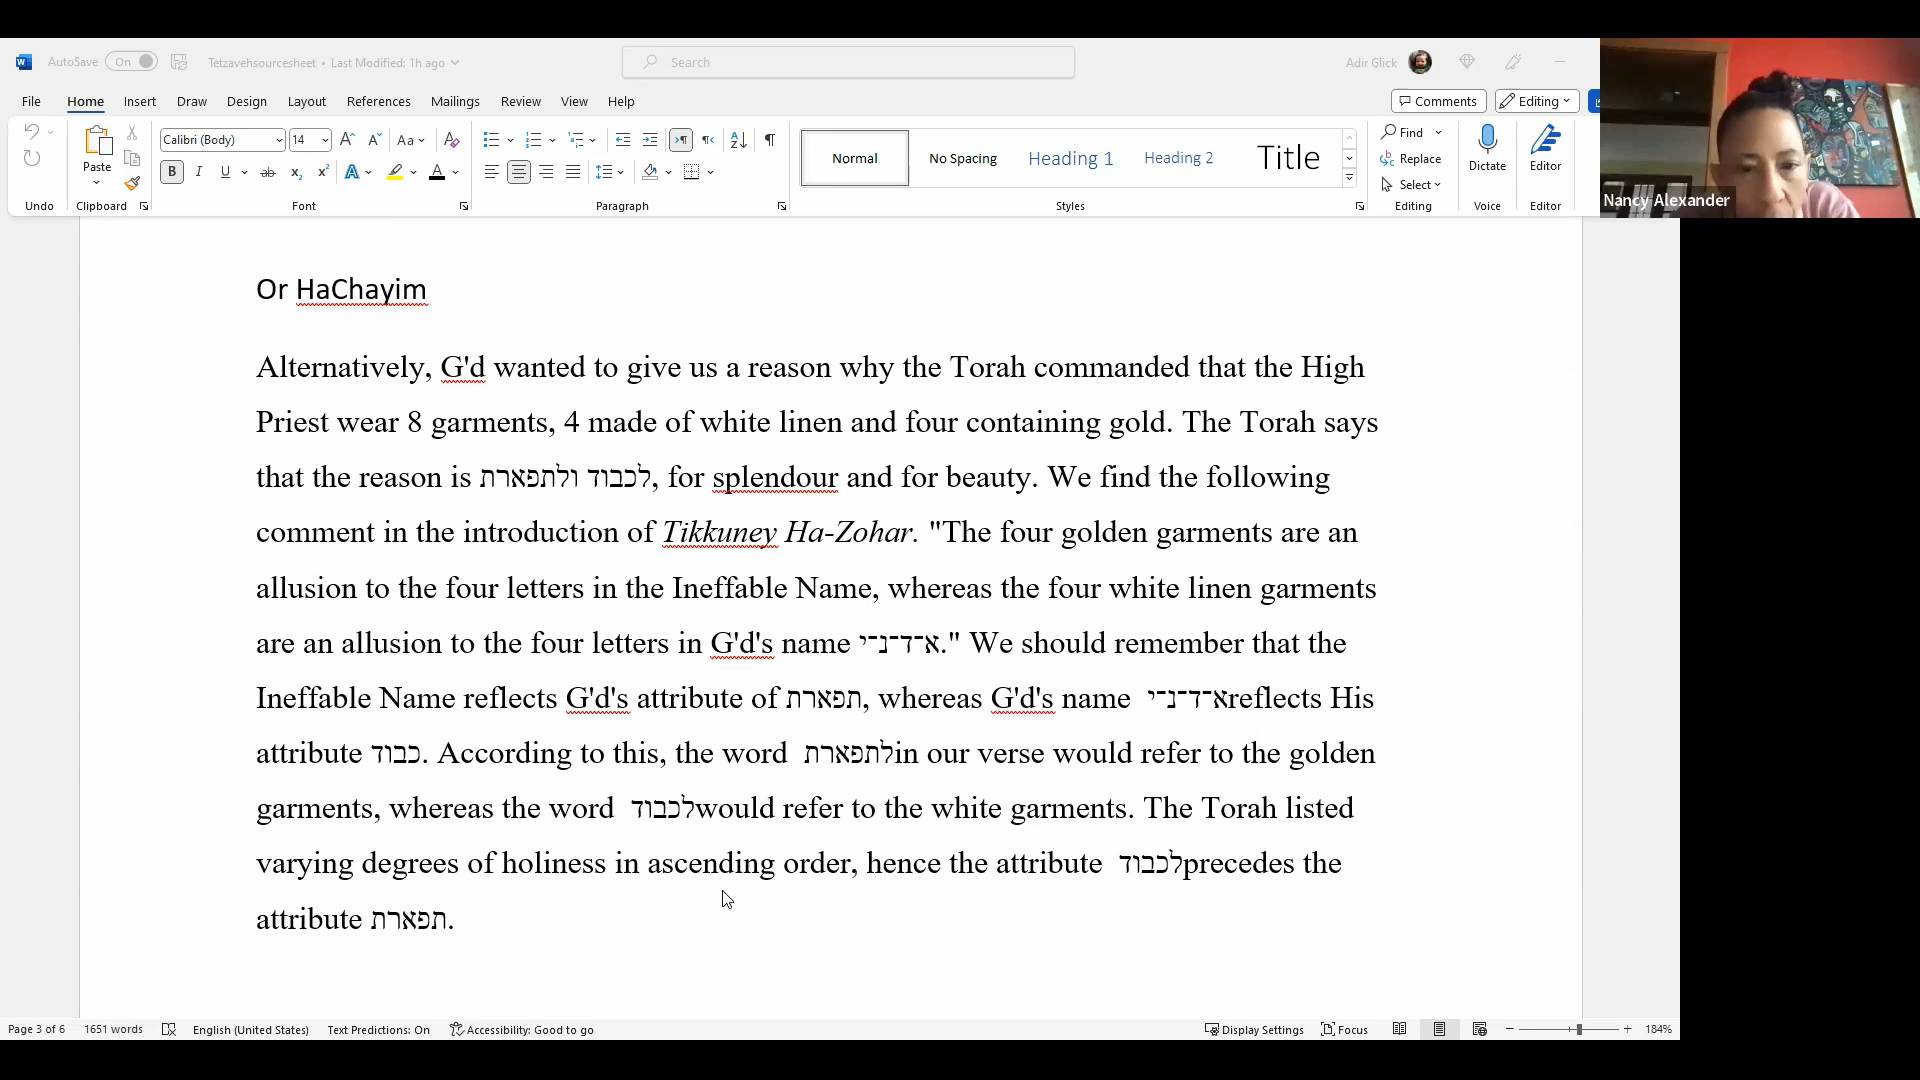 AutoSave On Tetzavehsourcesheet • Last Modified: 1h ago Search Adir Glick
File Home Insert Draw Design Layout References Mailings Review View Help Comments Editing
Calibri (Body) 14 Aa Normal No Spacing Heading 1 Heading 2 Title Find
Paste Replace Dictate Editor
Select
Undo Clipboard Font Paragraph Styles Editing Voice Editor
Nancy Alexander
Or HaChayim
Alternatively, G'd wanted to give us a reason why the Torah commanded that the High
Priest wear 8 garments, 4 made of white linen and four containing gold. The Torah says
that the reason is לכבוד ולתפארת, for splendour and for beauty. We find the following
comment in the introduction of Tikkuney Ha-Zohar. "The four golden garments are an
allusion to the four letters in the Ineffable Name, whereas the four white linen garments
are an allusion to the four letters in G'd's name א־ד־נ־י." We should remember that the
Ineffable Name reflects G'd's attribute of תפארת, whereas G'd's name א־ד־נ־יreflects His
attribute כבוד. According to this, the word לתפארתin our verse would refer to the golden
garments, whereas the word לכבודwould refer to the white garments. The Torah listed
varying degrees of holiness in ascending order, hence the attribute לכבודprecedes the
attribute תפארת.
Page 3 of 6 1651 words English (United States) Text Predictions: On Accessibility: Good to go Display Settings Focus 184%